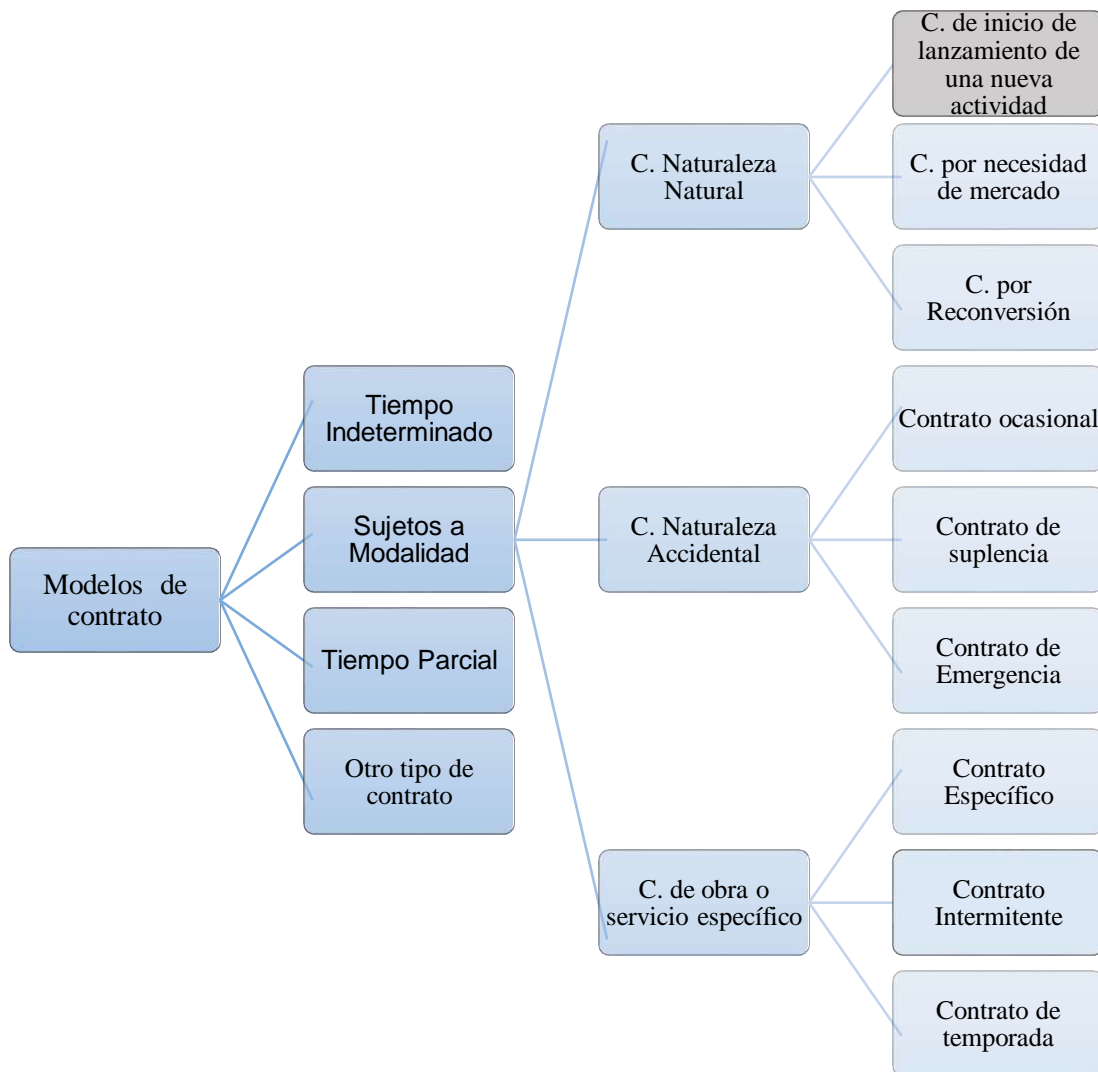 C. de inicio de
lanzamiento de
una nueva
actividad
C. Naturaleza
Natural
C. por necesidad
de mercado
C. por
Reconversión
Tiempo
Indeterminado
Contrato ocasional
Modelos de
contrato
Sujetos a
Modalidad
C. Naturaleza
Accidental
Contrato de
suplencia
Tiempo Parcial
Contrato de
Emergencia
Otro tipo de
contrato
Contrato
Específico
C. de obra o
servicio específico
Contrato
Intermitente
Contrato de
temporada